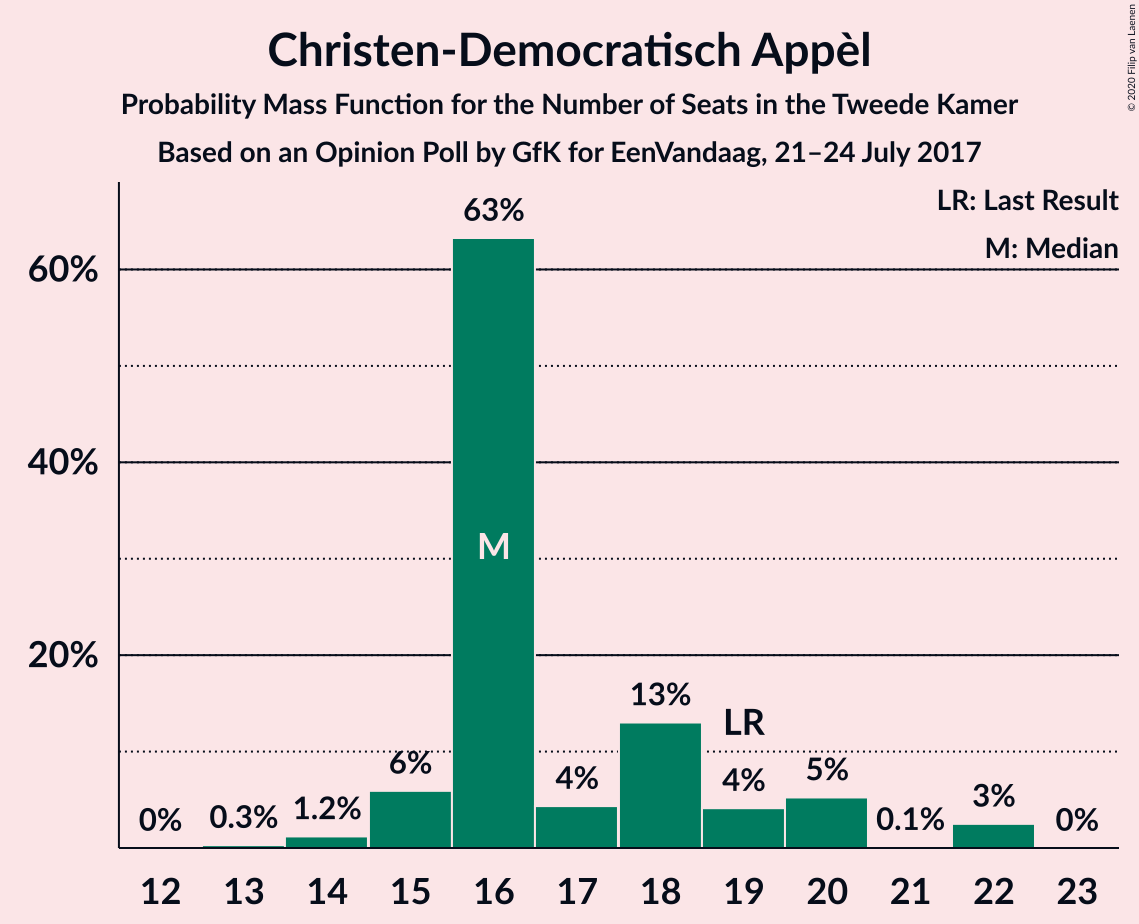 Christen-Democratisch Appèl
Probability Mass Function for the Number of Seats in the Tweede Kamer
Based on an Opinion Poll by GfK for EenVandaag, 21–24 July 2017
© 2020 Filip van Laenen
LR: Last Result
M: Median
60%
40%
20%
0%
0.3%
1.2%
6%
63%
M
4%
13%
LR
4%
5%
0.1%
3%
0%
12 13 14 15 16 17 18 19 20 21 22 23